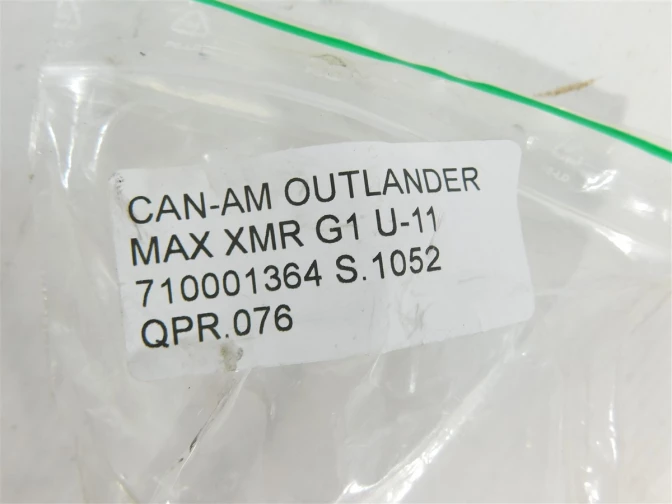 CAN-AM OUTLANDER
MAX XMR G1 U-11
710001364 S.1052
QPR.076